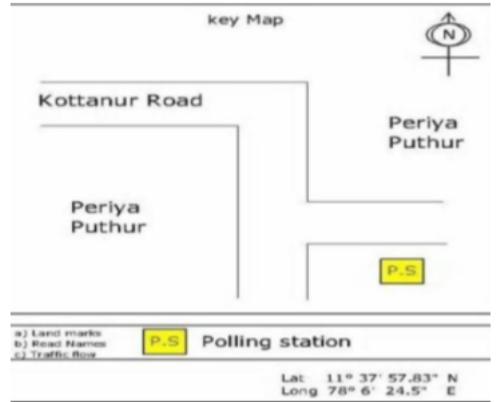 key Map
N
Kottanur Road
Periya
Puthur
Periya
Puthur
P.S
a) Land marks
b) Road Names
c) Traffic flow
P.S Polling station
Lat 11° 37' 57.83" N
Long 78° 6' 24.5" E